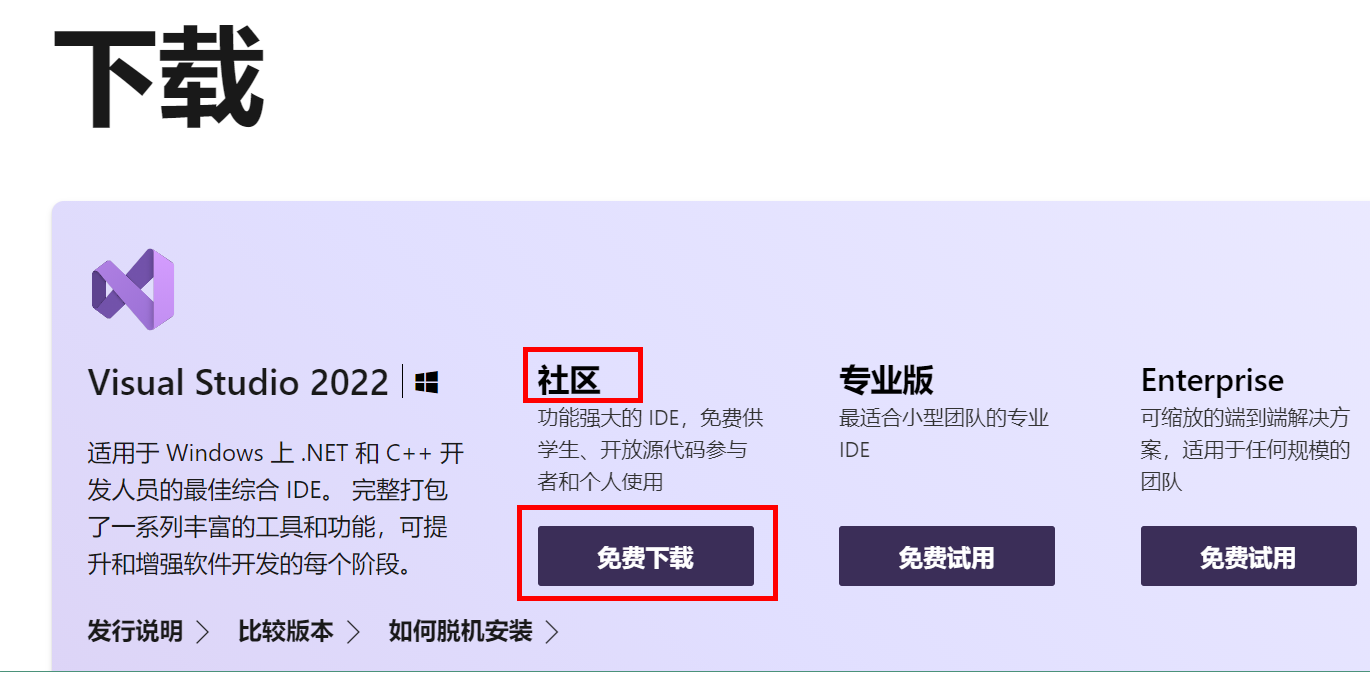 下载
Visual Studio 2022
适用于 Windows 上 .NET 和 C++ 开
发人员的最佳综合 IDE。 完整打包
了一系列丰富的工具和功能，可提
升和增强软件开发的每个阶段。
社区
功能强大的 IDE，免费供
学生、开放源代码参与
者和个人使用
免费下载
专业版
最适合小型团队的专业
IDE
免费试用
Enterprise
可缩放的端到端解决方
案，适用于任何规模的
团队
免费试用
发行说明
比较版本
如何脱机安装